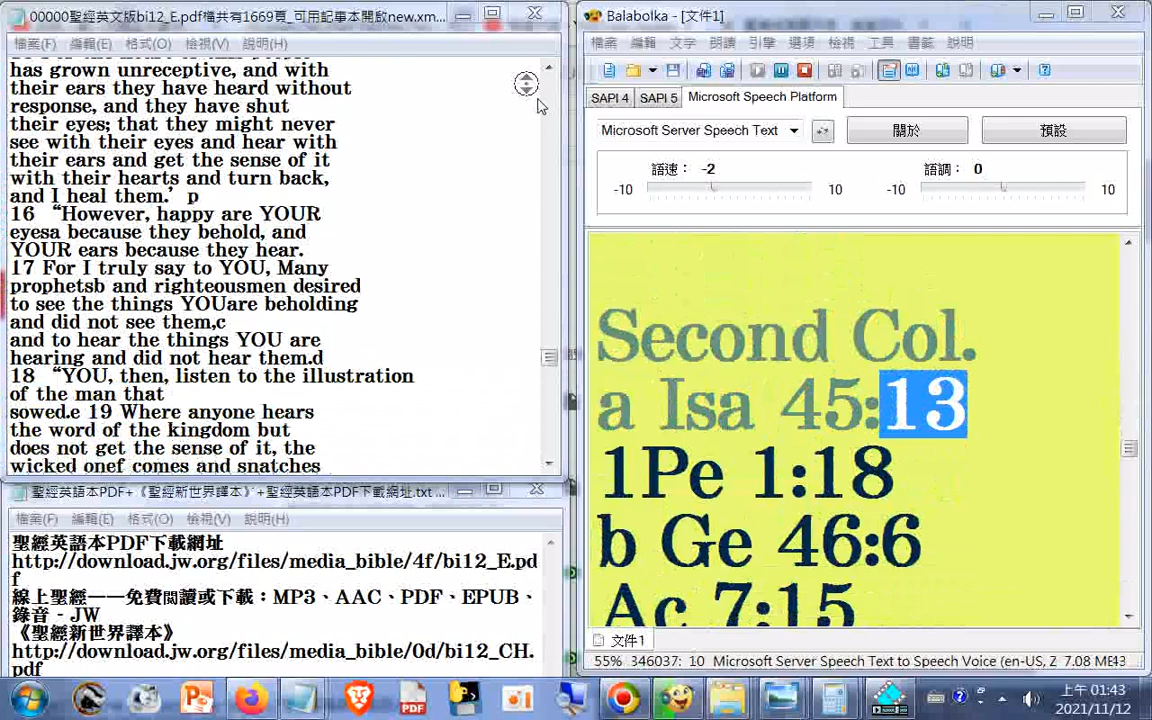 00000聖經英文版bi12_E.pdf檔共有1669頁_可用記事本開啟new.xm...
檔案(F) 編輯(E) 格式(O) 檢視(V) 說明(H)
has grown unreceptive, and with
their ears they have heard without
response, and they have shut
their eyes; that they might never
see with their eyes and hear with
their ears and get the sense of it
with their hearts and turn back,
and I heal them.’ p
16 “However, happy are YOUR
eyesa because they behold, and
YOUR ears because they hear.
17 For I truly say to YOU, Many
prophetsb and righteousmen desired
to see the things YOUare beholding
and did not see them,c
and to hear the things YOU are
hearing and did not hear them.d
18 “YOU, then, listen to the illustration
of the man that
sowed.e 19 Where anyone hears
the word of the kingdom but
does not get the sense of it, the
wicked onef comes and snatches
聖經英語本PDF+《聖經新世界譯本》+聖經英語本PDF下載網址.txt ...
檔案(F) 編輯(E) 格式(O) 檢視(V) 說明(H)
聖經英語本PDF下載網址
http://download.jw.org/files/media_bible/4f/bi12_E.pd
f
線上聖經——免費閱讀或下載：MP3、AAC、PDF、EPUB、
錄音 - JW
《聖經新世界譯本》
http://download.jw.org/files/media_bible/0d/bi12_CH.
pdf
Balabolka - [文件1]
檔案 編輯 文字 朗讀 引擎 選項 檢視 工具 書籤 說明
SAPI 4 SAPI 5 Microsoft Speech Platform
Microsoft Server Speech Text 關於 預設
語速： -2 語調： 0
-10 10 -10 10
Second Col.
a Isa 45:13
1Pe 1:18
b Ge 46:6
Ac 7:15
文件1
55% 346037: 10 Microsoft Server Speech Text to Speech Voice (en-US, Z 7.08 ME43
上午 01:43
2021/11/12